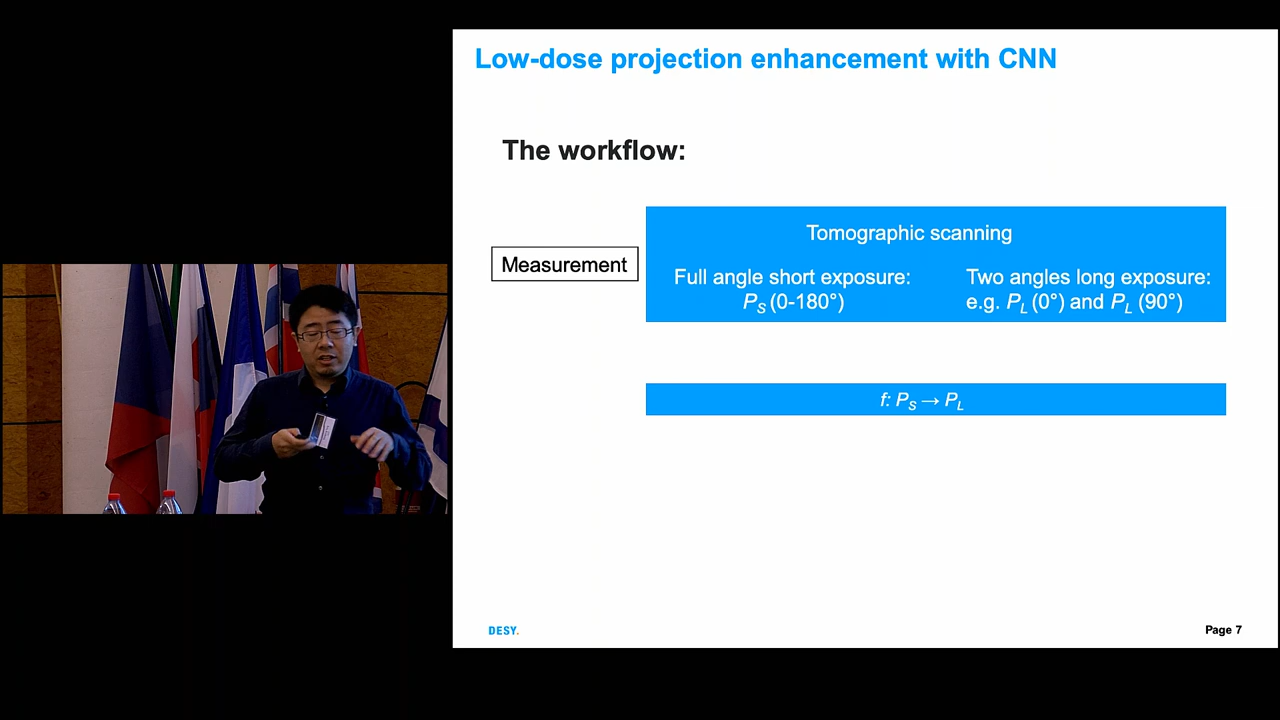 Low-dose projection enhancement with CNN
The workflow:
Measurement
Tomographic scanning
Full angle short exposure:
P_S (0-180°)
Two angles long exposure:
e.g. P_L (0°) and P_L (90°)
f: P_S → P_L
DESY.
Page 7